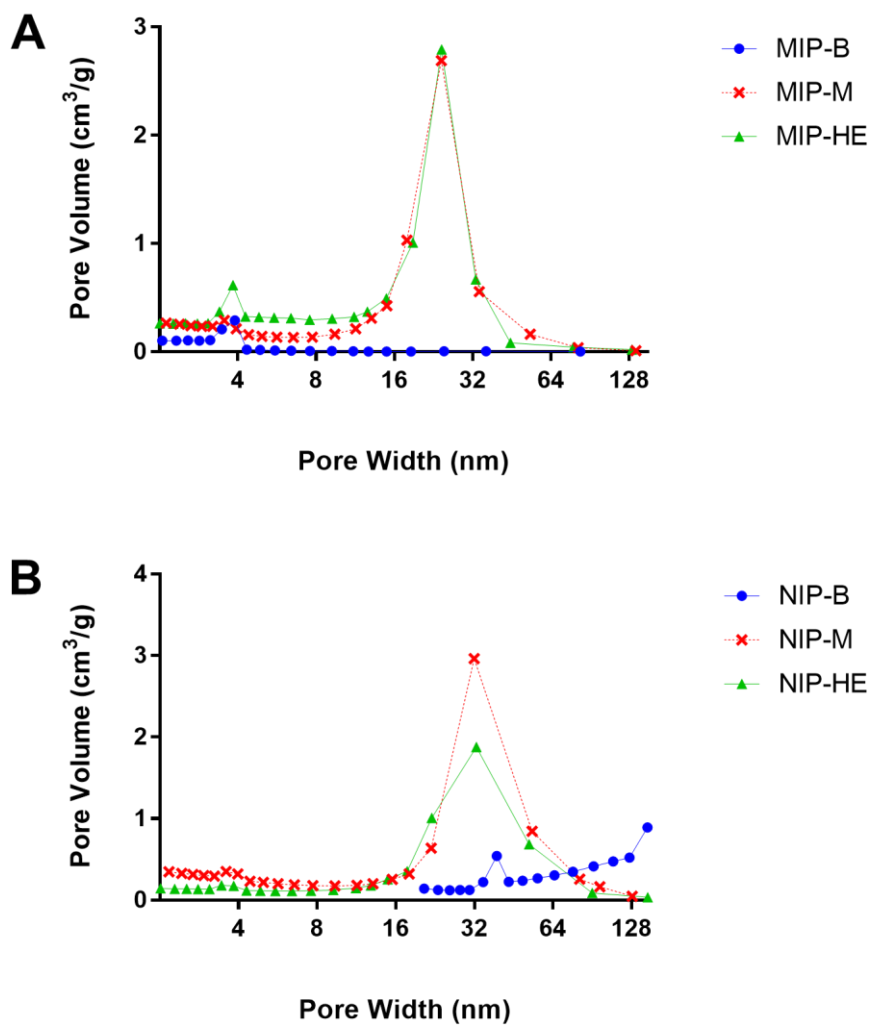 A
3
2
1
0
Pore Volume (cm³/g)
4 8 16 32 64 128
Pore Width (nm)
MIP-B
MIP-M
MIP-HE
B
4
3
2
1
0
Pore Volume (cm³/g)
4 8 16 32 64 128
Pore Width (nm)
NIP-B
NIP-M
NIP-HE